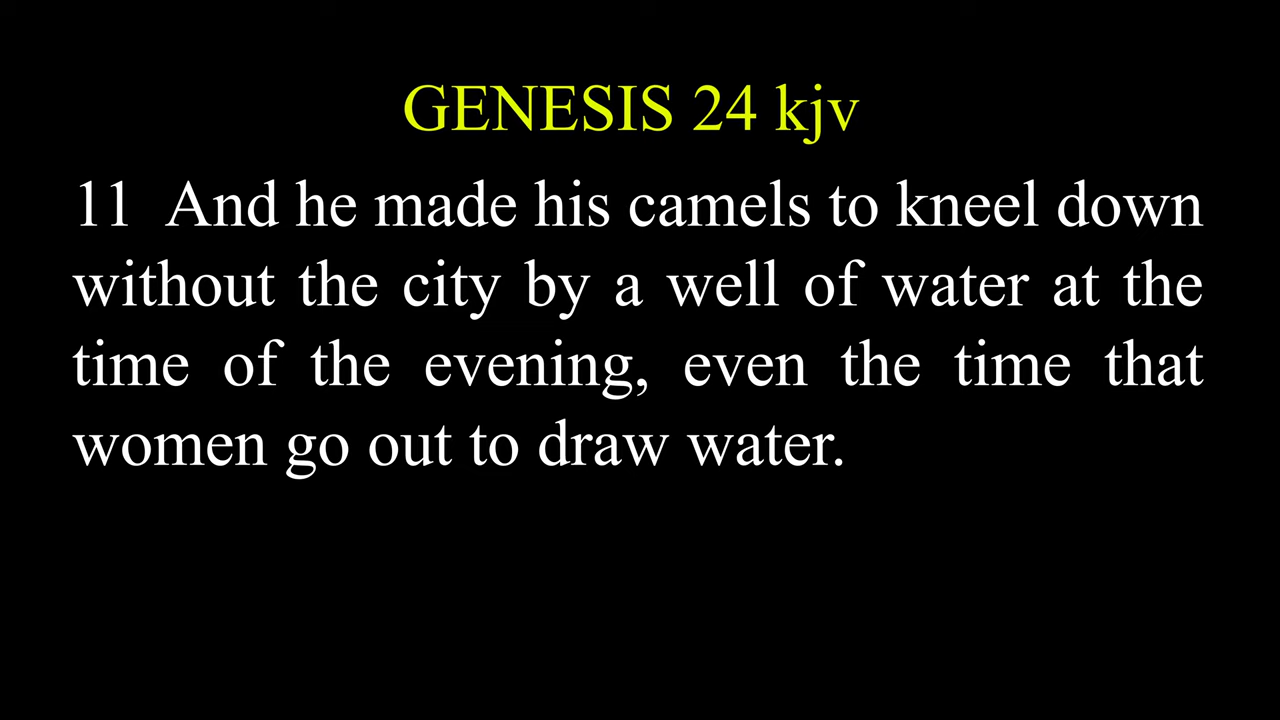 GENESIS 24 kjv
11 And he made his camels to kneel down
without the city by a well of water at the
time of the evening, even the time that
women go out to draw water.